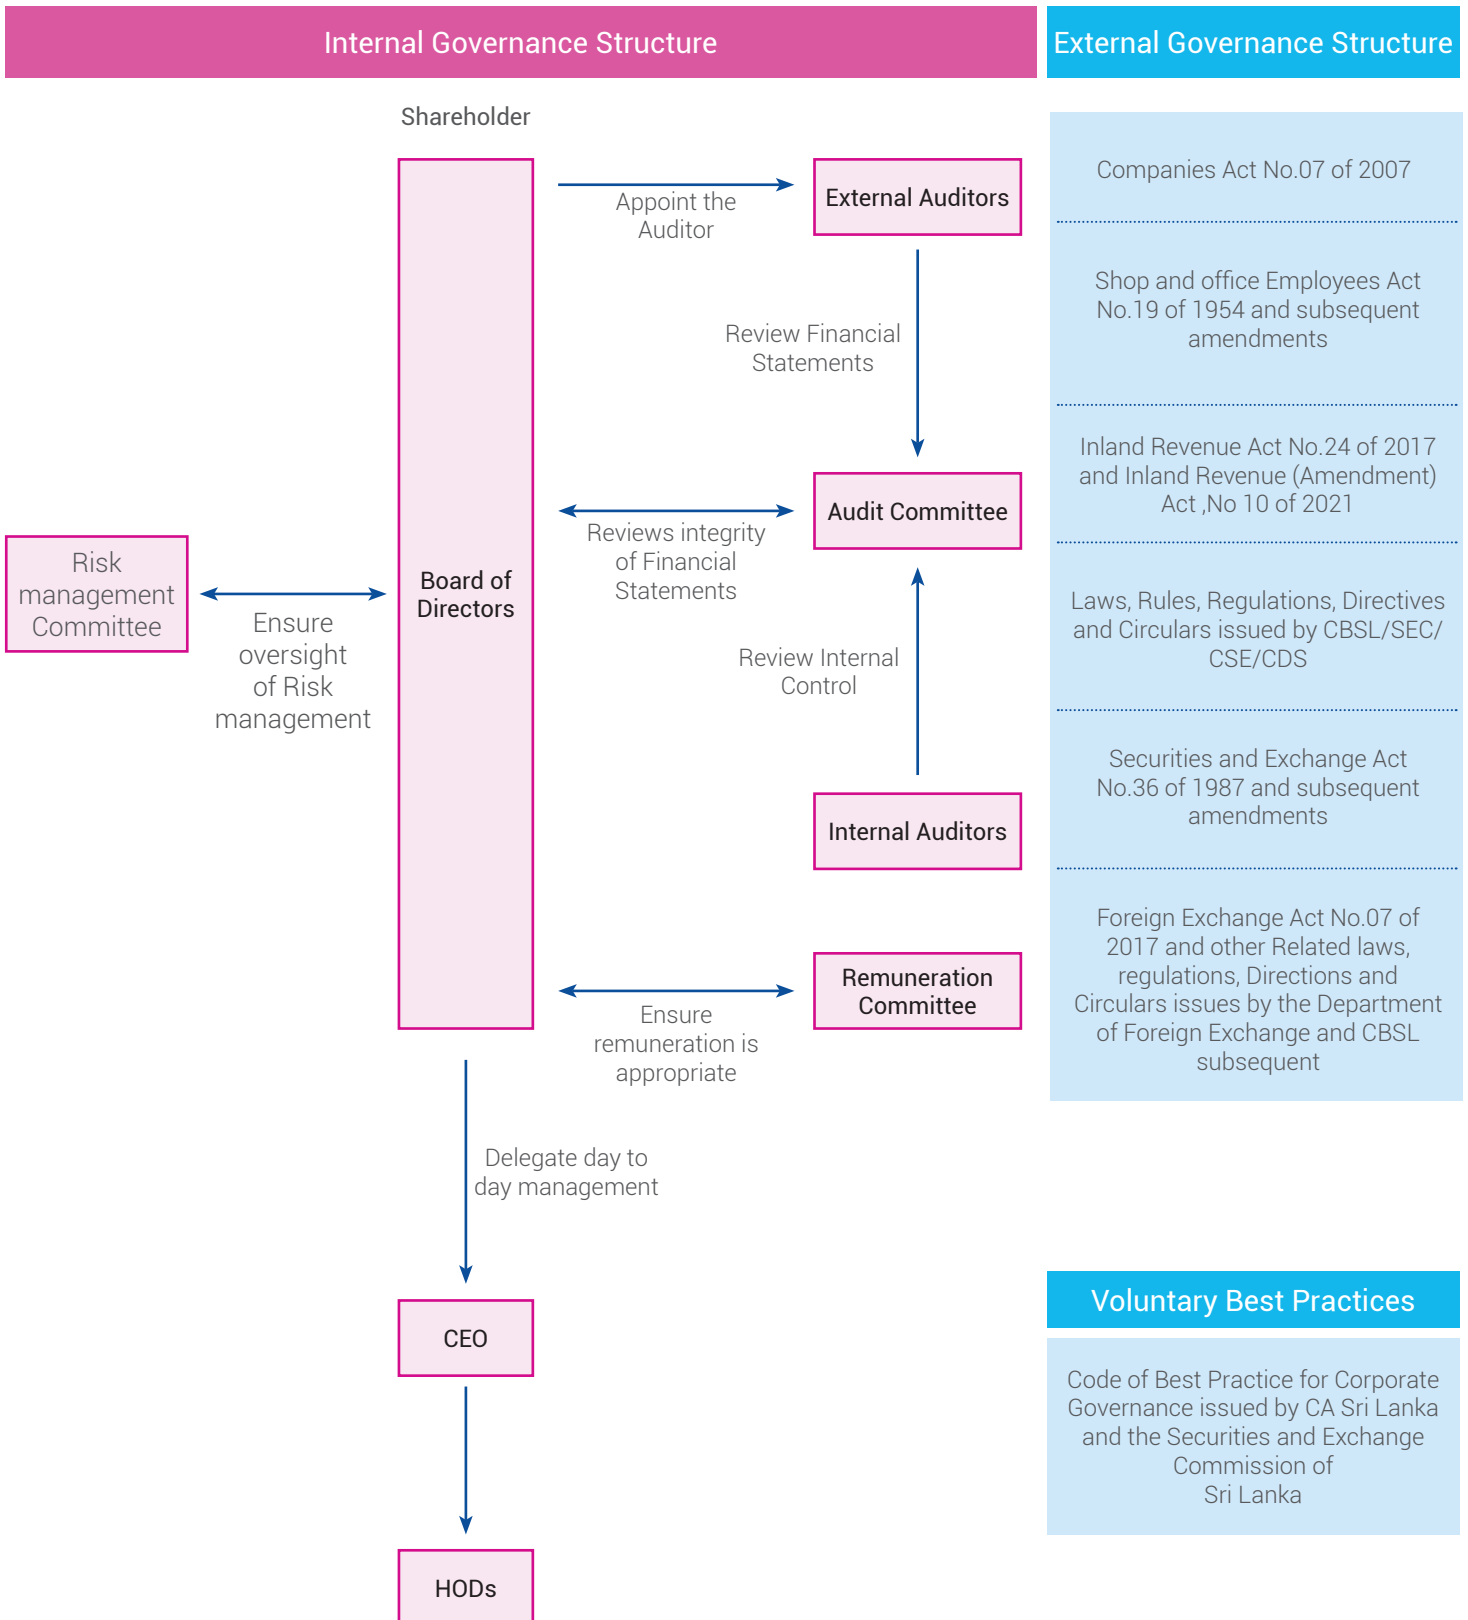 Internal Governance Structure
External Governance Structure
Shareholder
Board of
Directors
Appoint the
Auditor
External Auditors
Review Financial
Statements
Reviews integrity
of Financial
Statements
Audit Committee
Risk
management
Committee
Ensure
oversight
of Risk
management
Review Internal
Control
Internal Auditors
Ensure
remuneration is
appropriate
Remuneration
Committee
Delegate day to
day management
CEO
HODs
Companies Act No.07 of 2007
Shop and office Employees Act
No.19 of 1954 and subsequent
amendments
Inland Revenue Act No.24 of 2017
and Inland Revenue (Amendment)
Act ,No 10 of 2021
Laws, Rules, Regulations, Directives
and Circulars issued by CBSL/SEC/
CSE/CDS
Securities and Exchange Act
No.36 of 1987 and subsequent
amendments
Foreign Exchange Act No.07 of
2017 and other Related laws,
regulations, Directions and
Circulars issues by the Department
of Foreign Exchange and CBSL
subsequent
Voluntary Best Practices
Code of Best Practice for Corporate
Governance issued by CA Sri Lanka
and the Securities and Exchange
Commission of
Sri Lanka